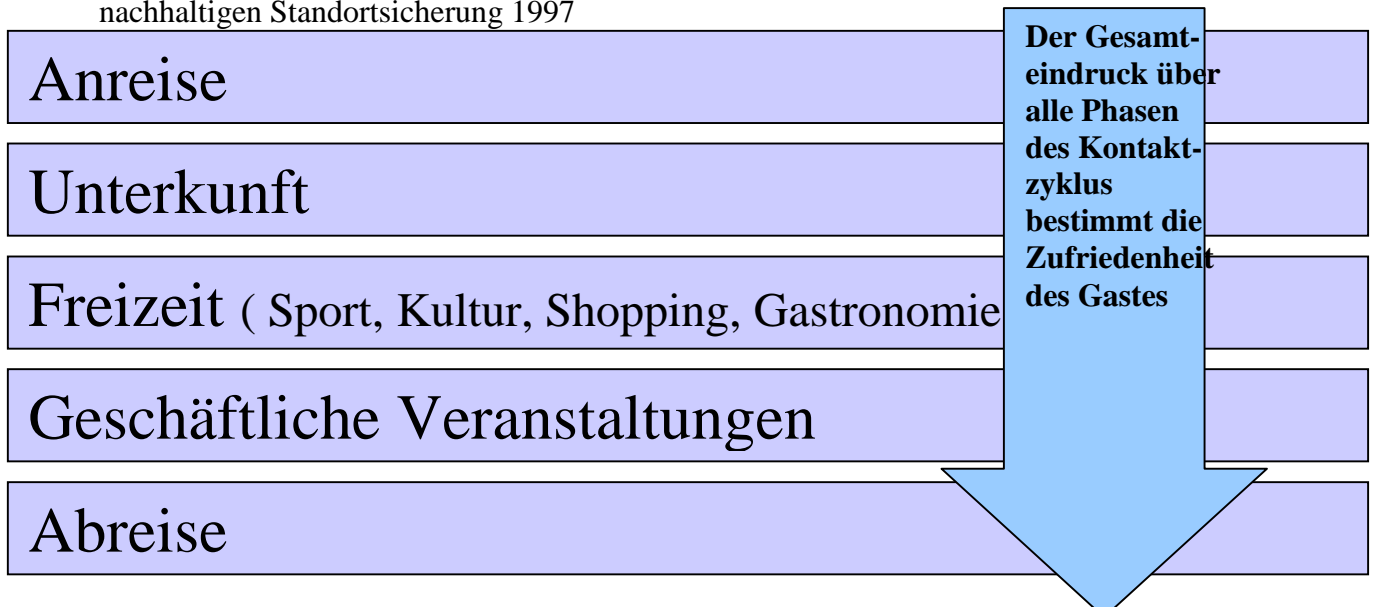 nachhaltigen Standortsicherung 1997
Anreise
Unterkunft
Freizeit ( Sport, Kultur, Shopping, Gastronomie
Geschäftliche Veranstaltungen
Abreise
Der Gesamt-
eindruck über
alle Phasen
des Kontakt-
zyklus
bestimmt die
Zufriedenheit
des Gastes